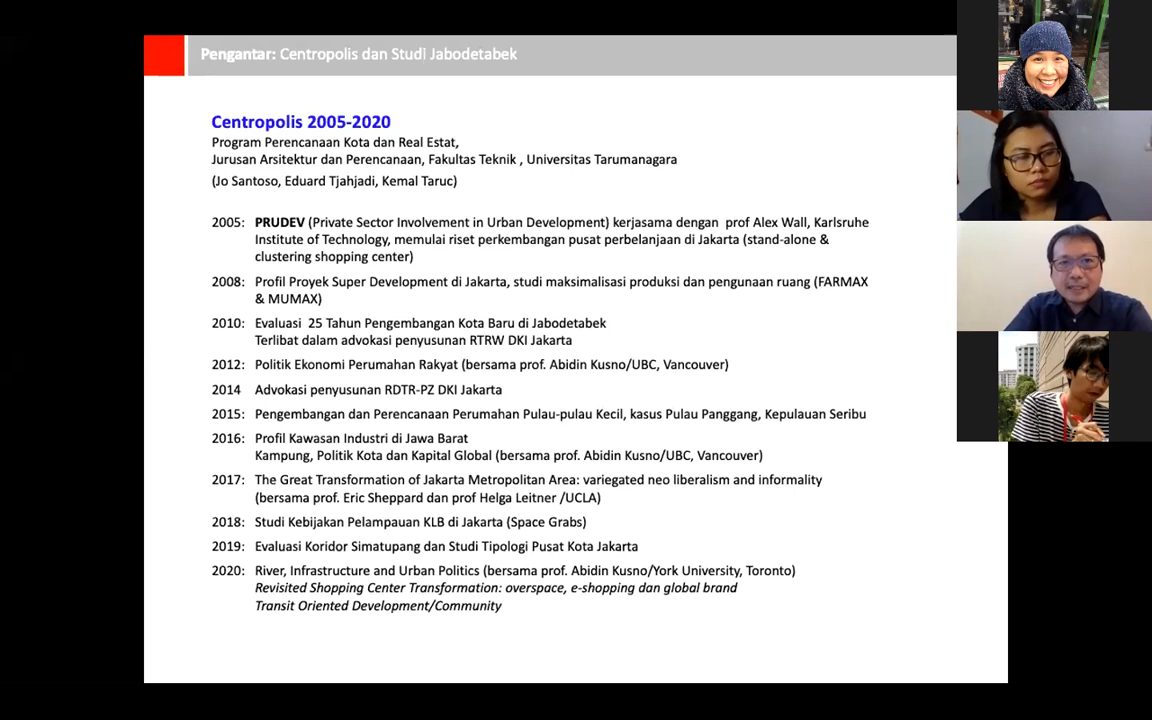 Pengantar: Centropolis dan Studi Jabodetabek
Centropolis 2005-2020
Program Perencanaan Kota dan Real Estat,
Jurusan Arsitektur dan Perencanaan, Fakultas Teknik , Universitas Tarumanagara
(Jo Santoso, Eduard Tjahjadi, Kemal Taruc)
2005: PRUDEV (Private Sector Involvement in Urban Development) kerjasama dengan prof Alex Wall, Karlsruhe
Institute of Technology, memulai riset perkembangan pusat perbelanjaan di Jakarta (stand-alone &
clustering shopping center)
2008: Profil Proyek Super Development di Jakarta, studi maksimalisasi produksi dan pengunaan ruang (FARMAX
& MUMAX)
2010: Evaluasi 25 Tahun Pengembangan Kota Baru di Jabodetabek
Terlibat dalam advokasi penyusunan RTRW DKI Jakarta
2012: Politik Ekonomi Perumahan Rakyat (bersama prof. Abidin Kusno/UBC, Vancouver)
2014 Advokasi penyusunan RDTR-PZ DKI Jakarta
2015: Pengembangan dan Perencanaan Perumahan Pulau-pulau Kecil, kasus Pulau Panggang, Kepulauan Seribu
2016: Profil Kawasan Industri di Jawa Barat
Kampung, Politik Kota dan Kapital Global (bersama prof. Abidin Kusno/UBC, Vancouver)
2017: The Great Transformation of Jakarta Metropolitan Area: variegated neo liberalism and informality
(bersama prof. Eric Sheppard dan prof Helga Leitner /UCLA)
2018: Studi Kebijakan Pelampauan KLB di Jakarta (Space Grabs)
2019: Evaluasi Koridor Simatupang dan Studi Tipologi Pusat Kota Jakarta
2020: River, Infrastructure and Urban Politics (bersama prof. Abidin Kusno/York University, Toronto)
Revisited Shopping Center Transformation: overspace, e-shopping dan global brand
Transit Oriented Development/Community